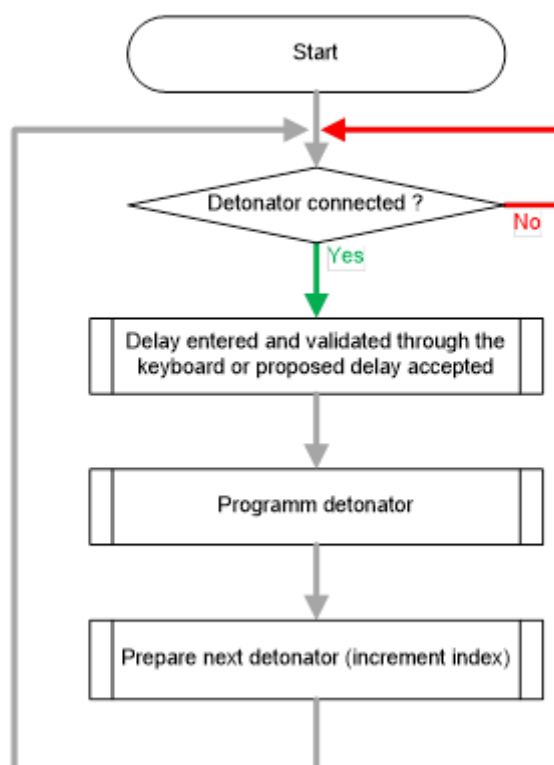 Start
Detonator connected ?
No
Yes
Delay entered and validated through the
keyboard or proposed delay accepted
Programm detonator
Prepare next detonator (increment index)